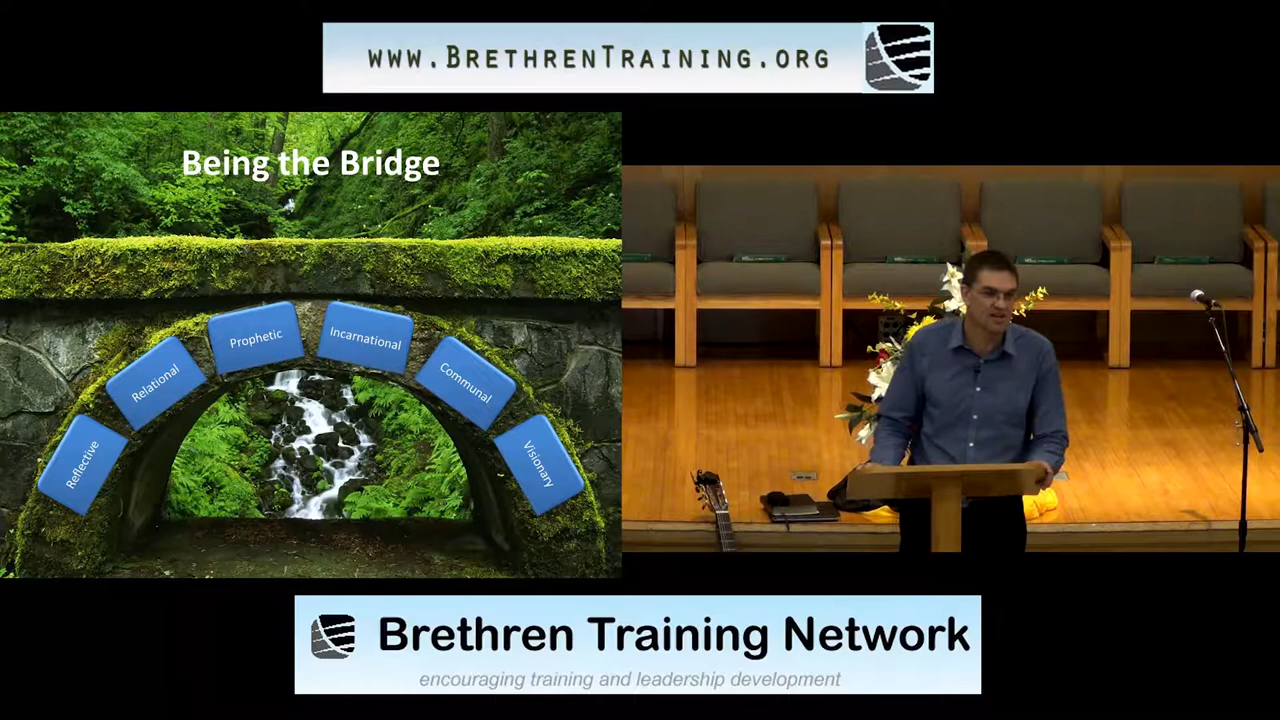 www.BrethrenTraining.org
Being the Bridge
Reflective
Relational
Prophetic
Incarnational
Communal
Visionary
Brethren Training Network
encouraging training and leadership development